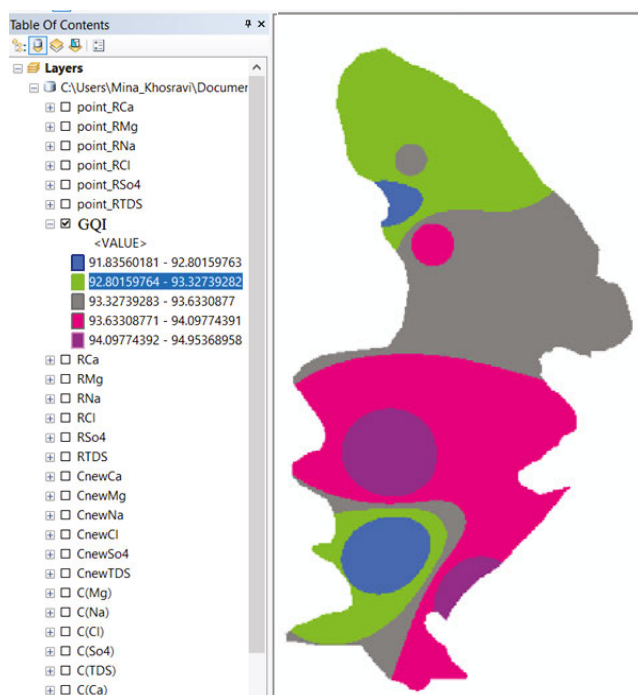 Table Of Contents
Layers
C:\Users\Mina_Khosravi\Documer
point_RCa
point_RMg
point_RNa
point_RCl
point_RSo4
point_RTDS
GQI
<VALUE>
91.83560181 - 92.80159763
92.80159764 - 93.32739282
93.32739283 - 93.6330877
93.63308771 - 94.09774391
94.09774392 - 94.95368958
RCa
RMg
RNa
RCl
RSo4
RTDS
CnewCa
CnewMg
CnewNa
CnewCl
CnewSo4
CnewTDS
C(Mg)
C(Na)
C(Cl)
C(So4)
C(TDS)
C(Ca)